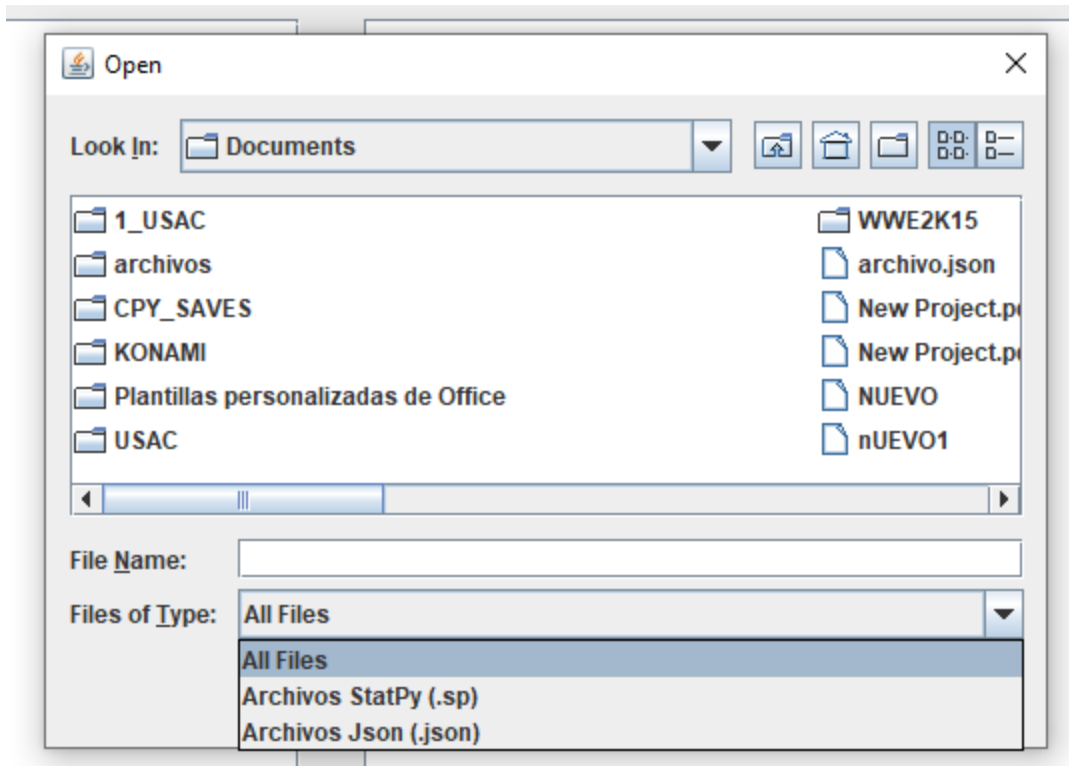 Open
Look In: Documents
1_USAC
archivos
CPY_SAVES
KONAMI
Plantillas personalizadas de Office
USAC
WWE2K15
archivo.json
New Project.p
New Project.p
NUEVO
nUEVO1
File Name:
Files of Type: All Files
All Files
Archivos StatPy (.sp)
Archivos Json (.json)